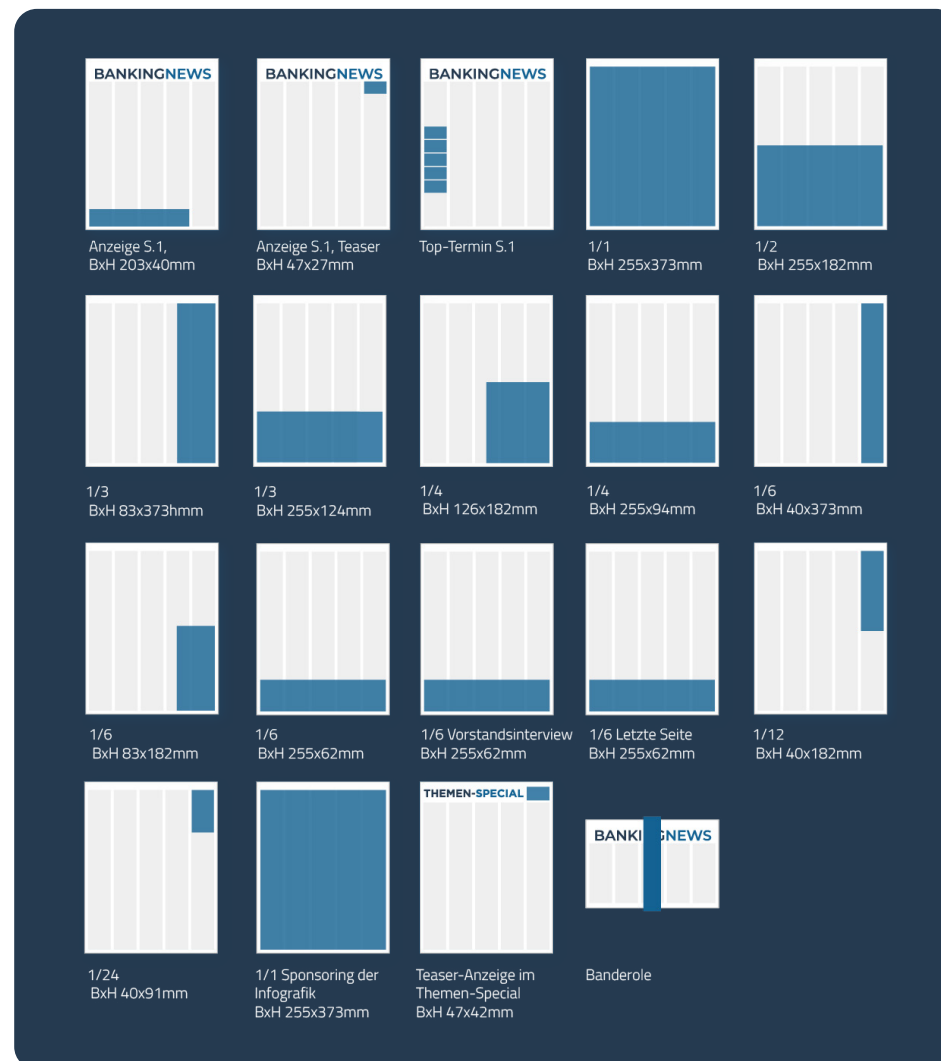 BANKINGNEWS
BANKINGNEWS
BANKINGNEWS
Anzeige S.1,
BxH 203x40mm
Anzeige S.1, Teaser
BxH 47x27mm
Top-Termin S.1
1/1
BxH 255x373mm
1/2
BxH 255x182mm
1/3
BxH 83x373hmm
1/3
BxH 255x124mm
1/4
BxH 126x182mm
1/4
BxH 255x94mm
1/6
BxH 40x373mm
1/6
BxH 83x182mm
1/6
BxH 255x62mm
1/6 Vorstandsinterview
BxH 255x62mm
1/6 Letzte Seite
BxH 255x62mm
1/12
BxH 40x182mm
THEMEN-SPECIAL
BANKI GNEWS
1/24
BxH 40x91mm
1/1 Sponsoring der
Infografik
BxH 255x373mm
Teaser-Anzeige im
Themen-Special
BxH 47x42mm
Banderole